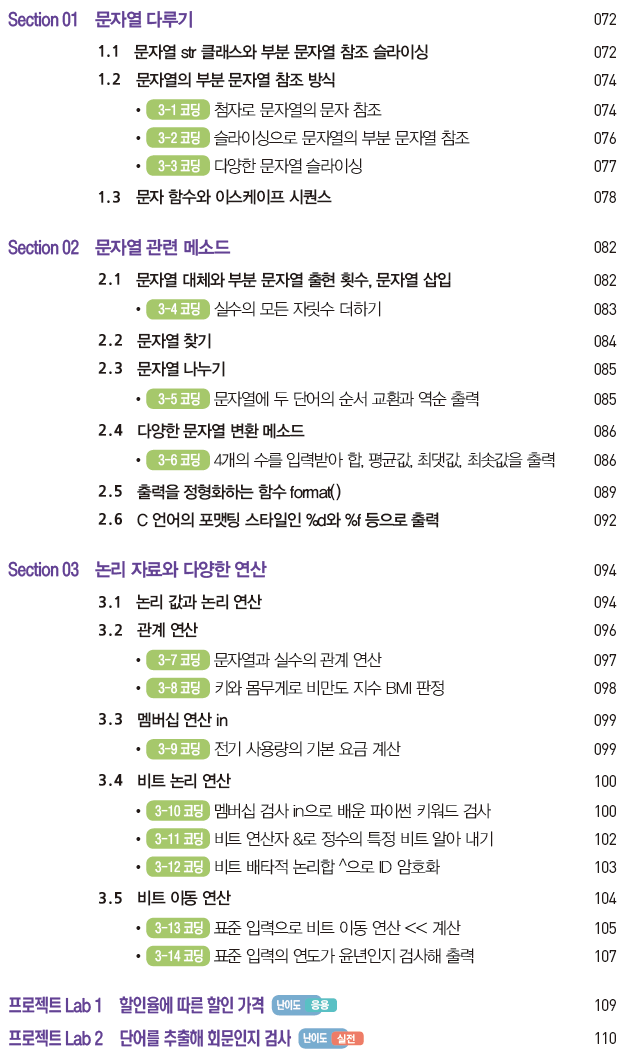 Section 01 문자열 다루기 072
1.1 문자열 str 클래스와 부분 문자열 참조 슬라이싱 072
1.2 문자열의 부분 문자열 참조 방식 074
• 3-1 코딩 첨자로 문자열의 문자 참조 074
• 3-2 코딩 슬라이싱으로 문자열의 부분 문자열 참조 076
• 3-3 코딩 다양한 문자열 슬라이싱 077
1.3 문자 함수와 이스케이프 시퀀스 078
Section 02 문자열 관련 메소드 082
2.1 문자열 대체와 부분 문자열 출현 횟수, 문자열 삽입 082
• 3-4 코딩 실수의 모든 자릿수 더하기 083
2.2 문자열 찾기 084
2.3 문자열 나누기 085
• 3-5 코딩 문자열에 두 단어의 순서 교환과 역순 출력 085
2.4 다양한 문자열 변환 메소드 086
• 3-6 코딩 4개의 수를 입력받아 합, 평균값, 최댓값, 최솟값을 출력 086
2.5 출력을 정형화하는 함수 format() 089
2.6 C 언어의 포맷팅 스타일인 %d와 %f 등으로 출력 092
Section 03 논리 자료와 다양한 연산 094
3.1 논리 값과 논리 연산 094
3.2 관계 연산 096
• 3-7 코딩 문자열과 실수의 관계 연산 097
• 3-8 코딩 키와 몸무게로 비만도 지수 BMI 판정 098
3.3 멤버십 연산 in 099
• 3-9 코딩 전기 사용량의 기본 요금 계산 099
3.4 비트 논리 연산 100
• 3-10 코딩 멤버십 검사 in으로 배운 파이썬 키워드 검사 100
• 3-11 코딩 비트 연산자 &로 정수의 특정 비트 알아 내기 102
• 3-12 코딩 비트 배타적 논리합 ^으로 ID 암호화 103
3.5 비트 이동 연산 104
• 3-13 코딩 표준 입력으로 비트 이동 연산 << 계산 105
• 3-14 코딩 표준 입력의 연도가 윤년인지 검사해 출력 107
프로젝트 Lab 1 할인율에 따른 할인 가격 난이도 응용 109
프로젝트 Lab 2 단어를 추출해 회문인지 검사 난이도 실전 110